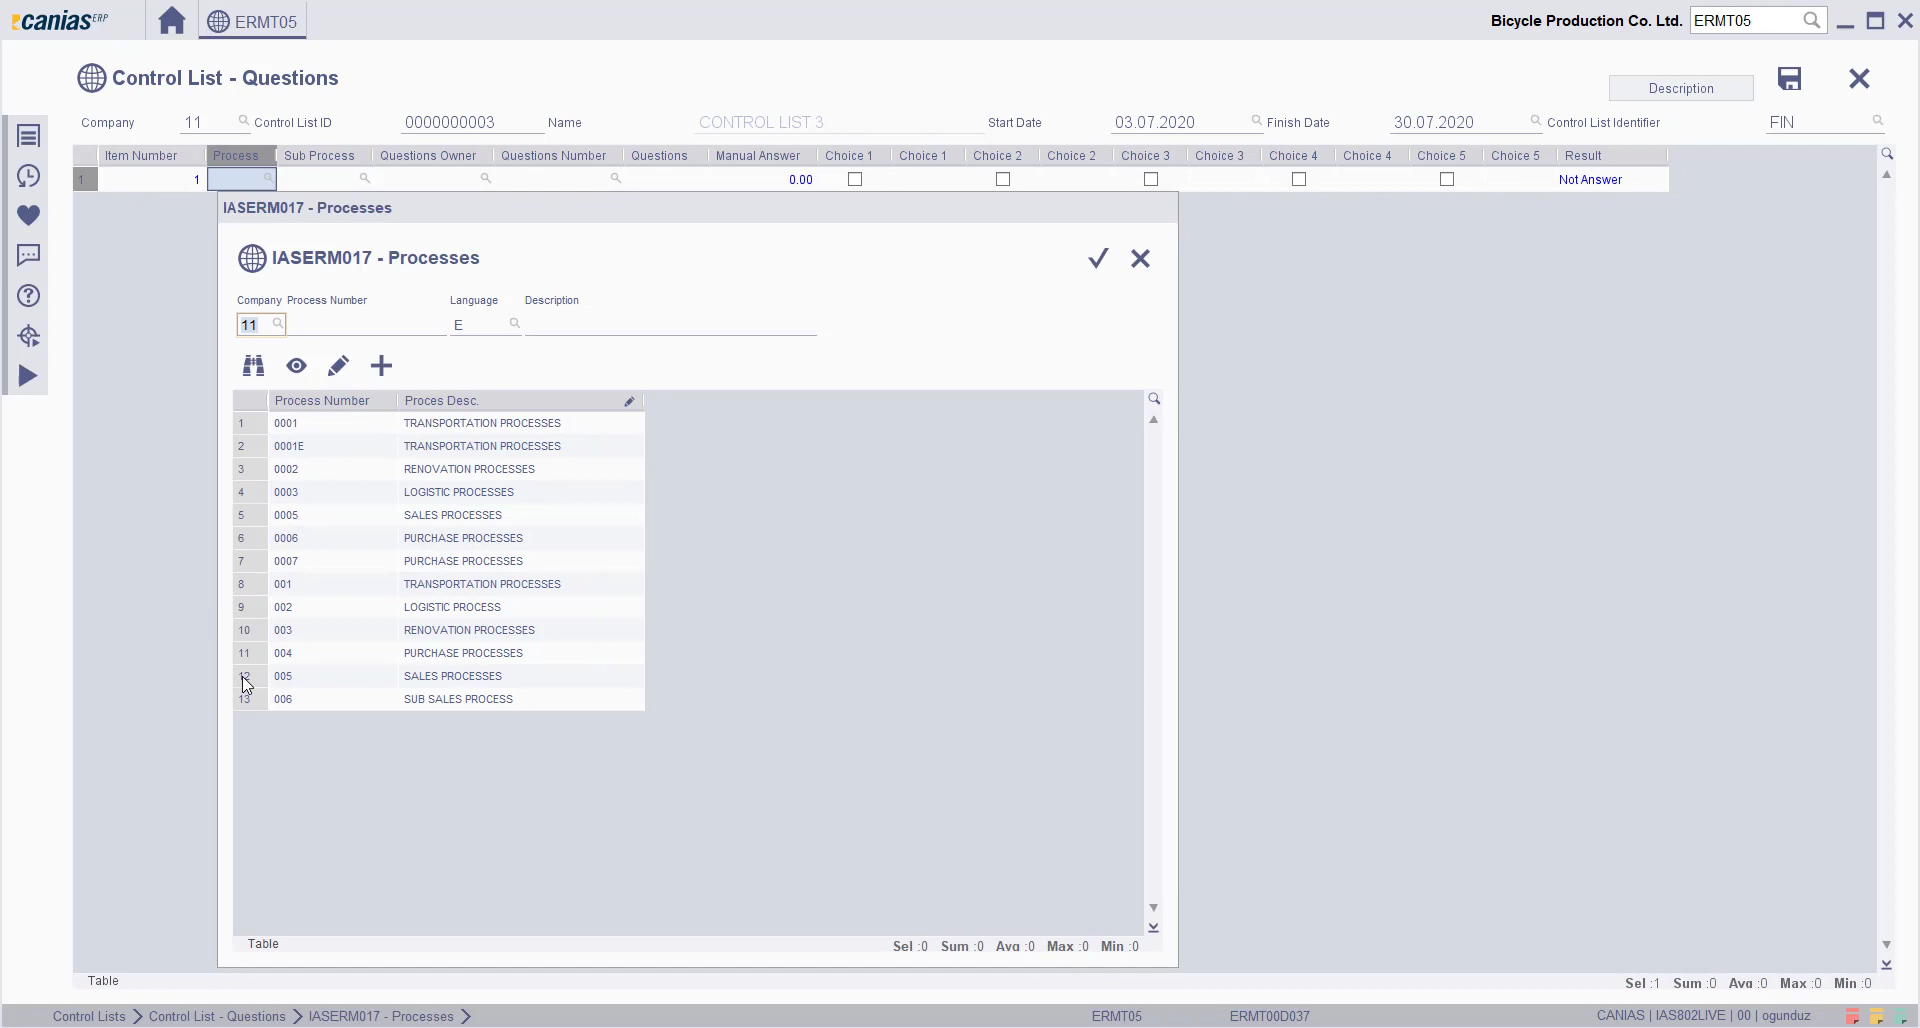 canias ERP ERMT05 Bicycle Production Co. Ltd. ERMT05
Control List - Questions
Description
Company 11 Control List ID 0000000003 Name CONTROL LIST 3 Start Date 03.07.2020 Finish Date 30.07.2020 Control List Identifier FIN
Item Number Process Sub Process Questions Owner Questions Number Questions Manual Answer Choice 1 Choice 1 Choice 2 Choice 2 Choice 3 Choice 3 Choice 4 Choice 4 Choice 5 Choice 5 Result
1 1 0.00 Not Answer
IASERM017 - Processes
IASERM017 - Processes
Company Process Number Language Description
11 E
Process Number Proces Desc.
1 0001 TRANSPORTATION PROCESSES
2 0001E TRANSPORTATION PROCESSES
3 0002 RENOVATION PROCESSES
4 0003 LOGISTIC PROCESSES
5 0005 SALES PROCESSES
6 0006 PURCHASE PROCESSES
7 0007 PURCHASE PROCESSES
8 001 TRANSPORTATION PROCESSES
9 002 LOGISTIC PROCESS
10 003 RENOVATION PROCESSES
11 004 PURCHASE PROCESSES
12 005 SALES PROCESSES
13 006 SUB SALES PROCESS
Table Sel :0 Sum :0 Avg :0 Max :0 Min :0
Table Sel :1 Sum :0 Avg :0 Max :0 Min :0
Control Lists Control List - Questions IASERM017 - Processes ERMT05 ERMT00D037 CANIAS | IAS802LIVE | 00 | ogunduz